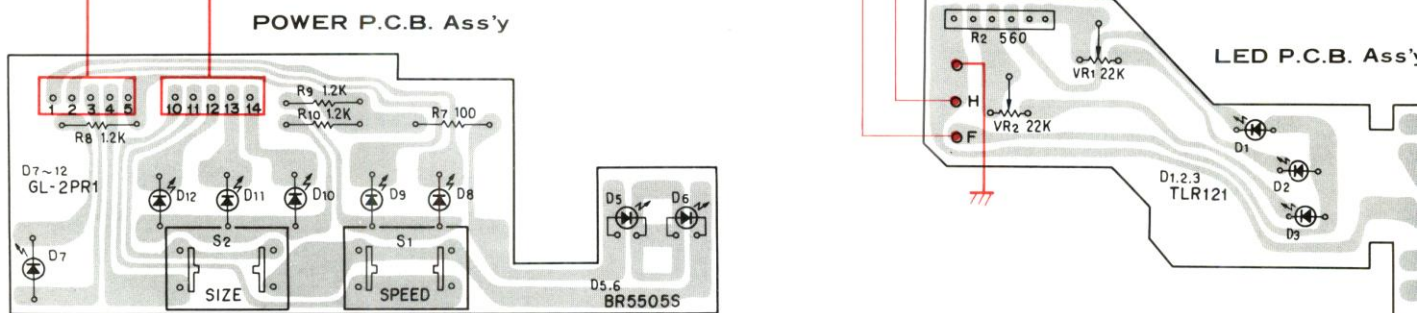 POWER P.C.B. Ass'y
1 2 3 4 5
10 11 12 13 14
R9 1.2K
R10 1.2K
R7 100
R8 1.2K
D7~12
GL-2PR1
D12
D11
D10
D9
D8
D7
S2
SIZE
S1
SPEED
D5
D6
D5.6
BR5505S
R2 560
VR1 22K
LED P.C.B. Ass'y
H
VR2 22K
F
D1
D2
D1.2.3
TLR121
D3